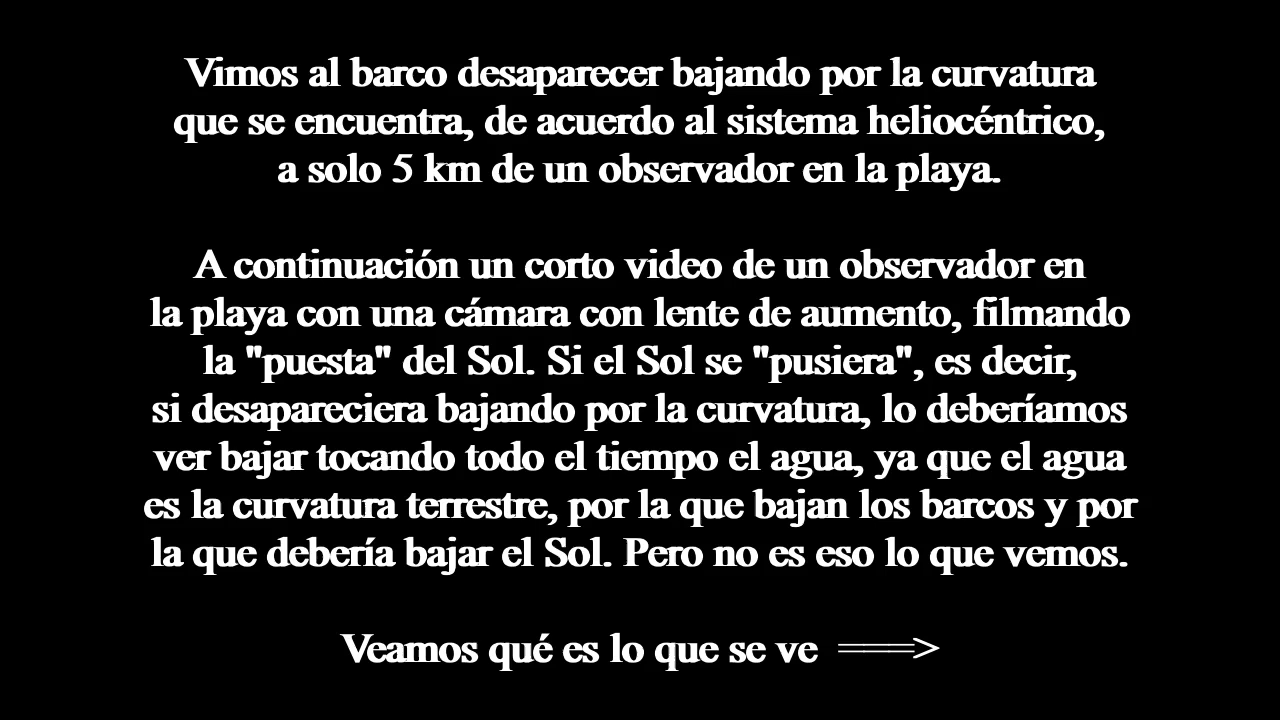 Vimos al barco desaparecer bajando por la curvatura
que se encuentra, de acuerdo al sistema heliocéntrico,
a solo 5 km de un observador en la playa.
A continuación un corto video de un observador en
la playa con una cámara con lente de aumento, filmando
la "puesta" del Sol. Si el Sol se "pusiera", es decir,
si desapareciera bajando por la curvatura, lo deberíamos
ver bajar tocando todo el tiempo el agua, ya que el agua
es la curvatura terrestre, por la que bajan los barcos y por
la que debería bajar el Sol. Pero no es eso lo que vemos.
Veamos qué es lo que se ve ===>